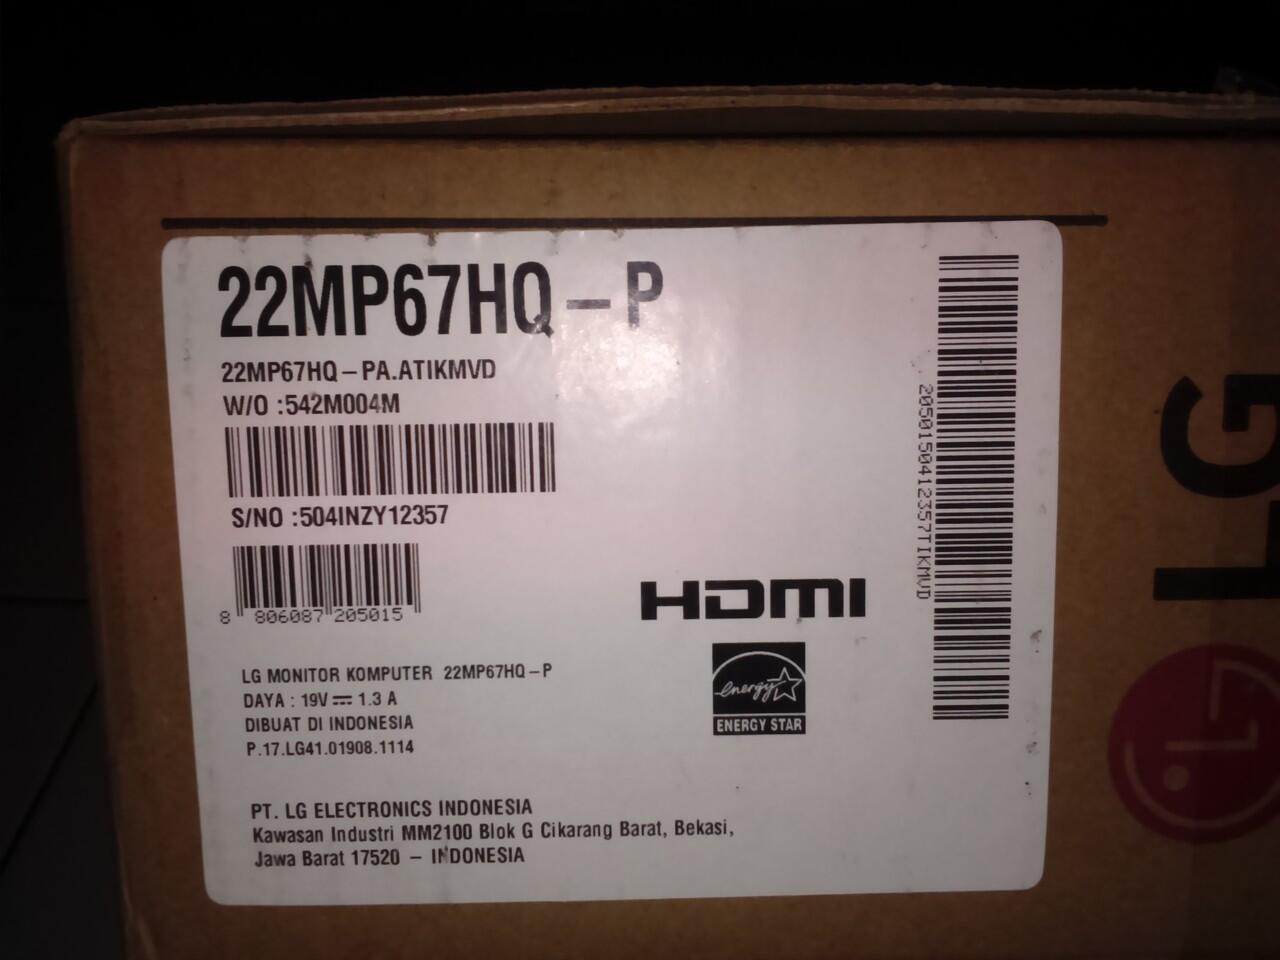 22MP67HQ-P
22MP67HQ-PA.ATIKMVD
W/O :542M004M
S/NO :504INZY12357
8 806087 205015
LG MONITOR KOMPUTER 22MP67HQ-P
DAYA : 19V ⎓ 1.3 A
DIBUAT DI INDONESIA
P.17.LG41.01908.1114
PT. LG ELECTRONICS INDONESIA
Kawasan Industri MM2100 Blok G Cikarang Barat, Bekasi,
Jawa Barat 17520 - INDONESIA
HDMI
energy
ENERGY STAR
2050150412357TIKMVD
LG